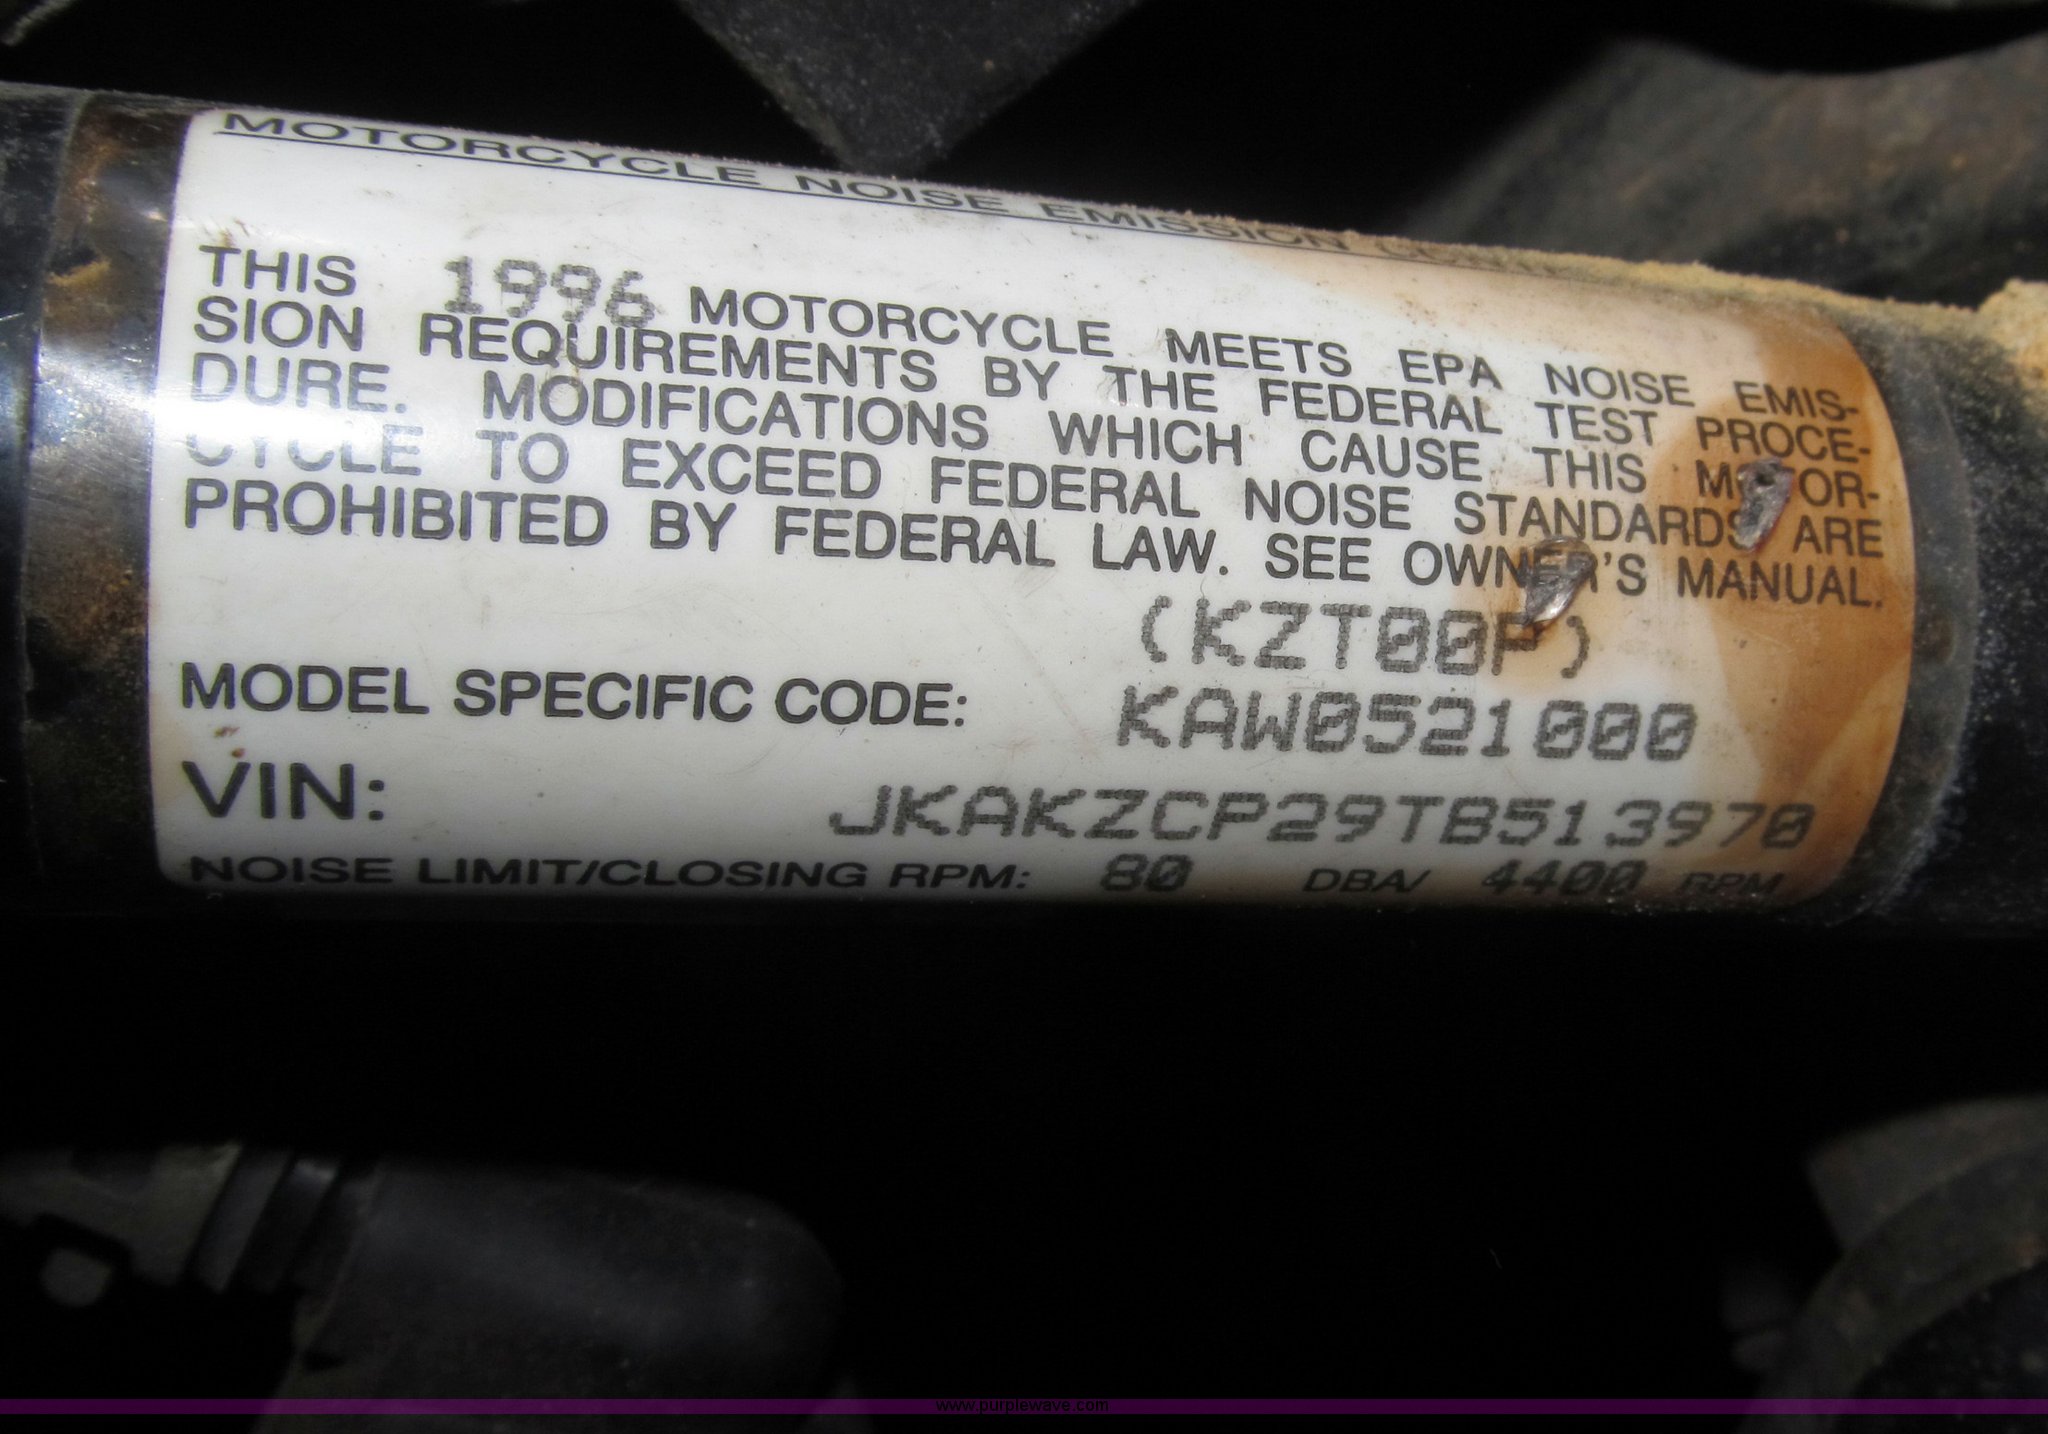 MOTORCYCLE NOISE EMISSION
THIS 1996 MOTORCYCLE MEETS EPA NOISE EMIS-
SION REQUIREMENTS BY THE FEDERAL TEST PROCE-
DURE. MODIFICATIONS WHICH CAUSE THIS MOTOR-
CYCLE TO EXCEED FEDERAL NOISE STANDARDS ARE
PROHIBITED BY FEDERAL LAW. SEE OWNER'S MANUAL.
(KZT00P)
MODEL SPECIFIC CODE: KAW0521000
VIN: JKAKZCP29TB513970
NOISE LIMIT/CLOSING RPM: 80 DBA/ 4400 RPM
www.purplewave.com